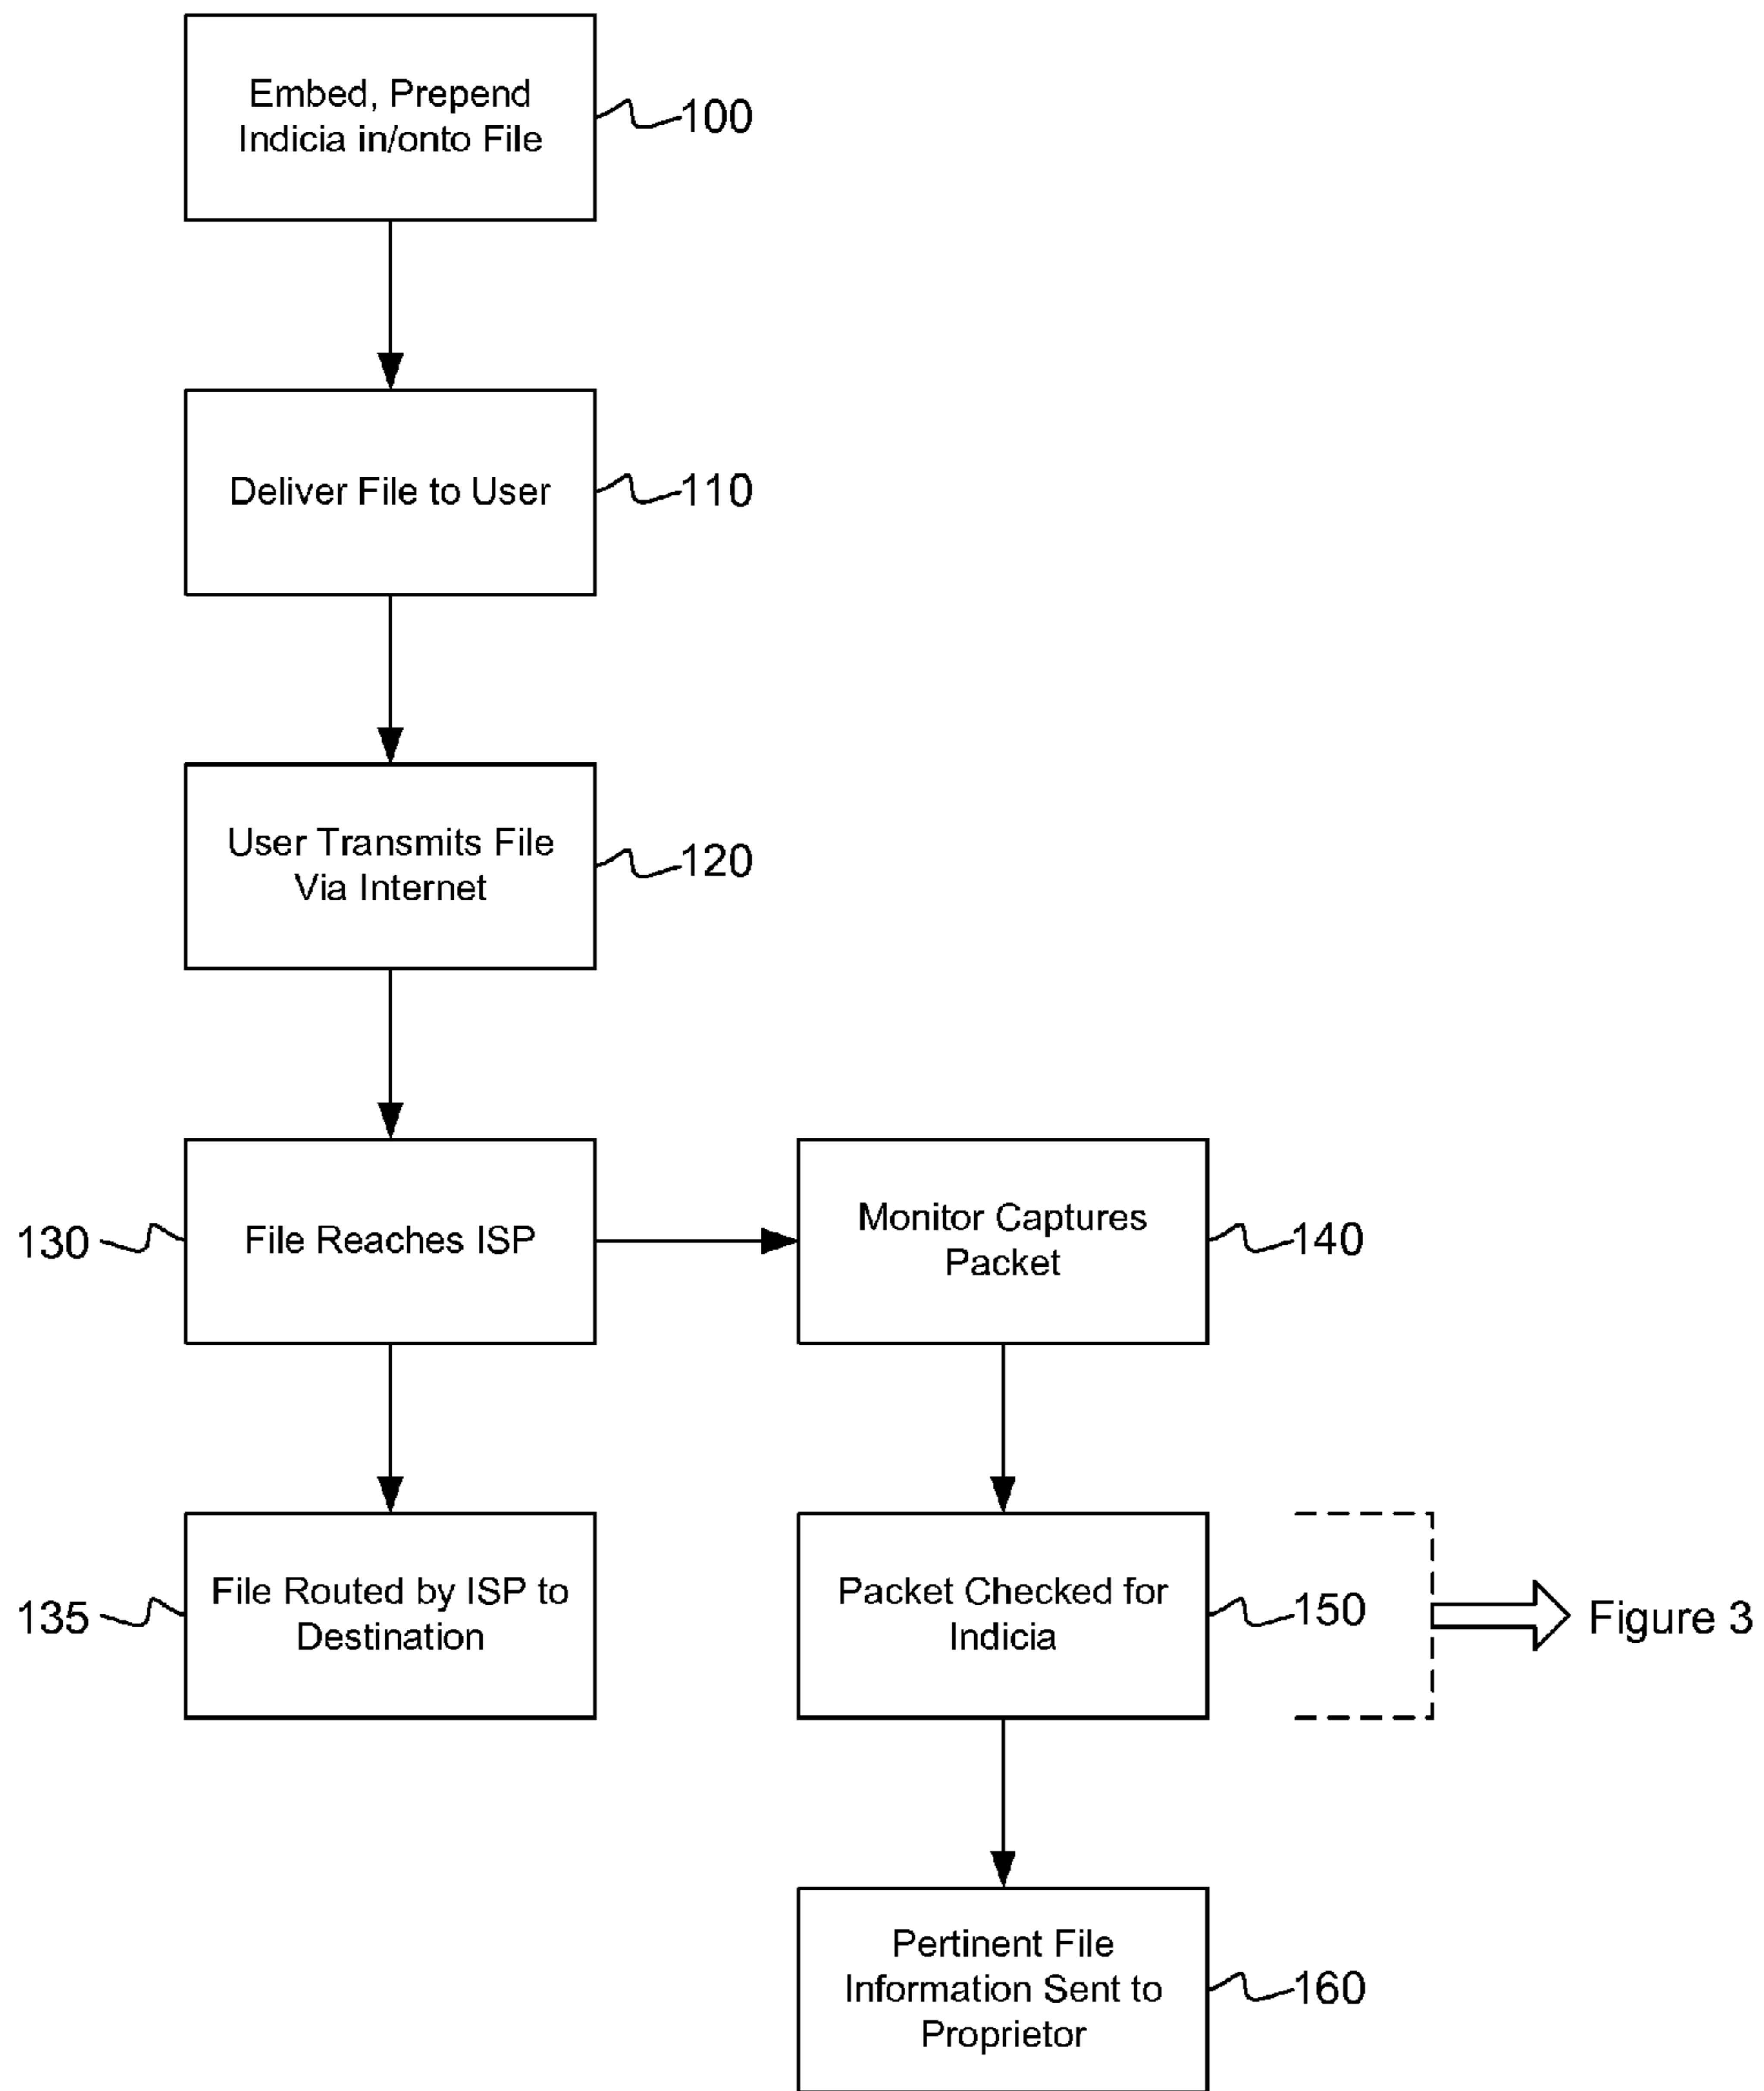 Embed, Prepend
Indicia in/onto File
100
Deliver File to User
110
User Transmits File
Via Internet
120
130
File Reaches ISP
Monitor Captures
Packet
140
135
File Routed by ISP to
Destination
Packet Checked for
Indicia
150
Figure 3
Pertinent File
Information Sent to
Proprietor
160